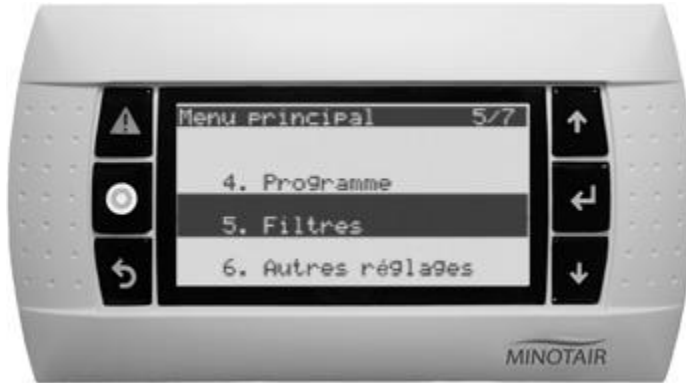 Menu principal 5/7
4. Programme
5. Filtres
6. Autres réglages
MINOTAIR